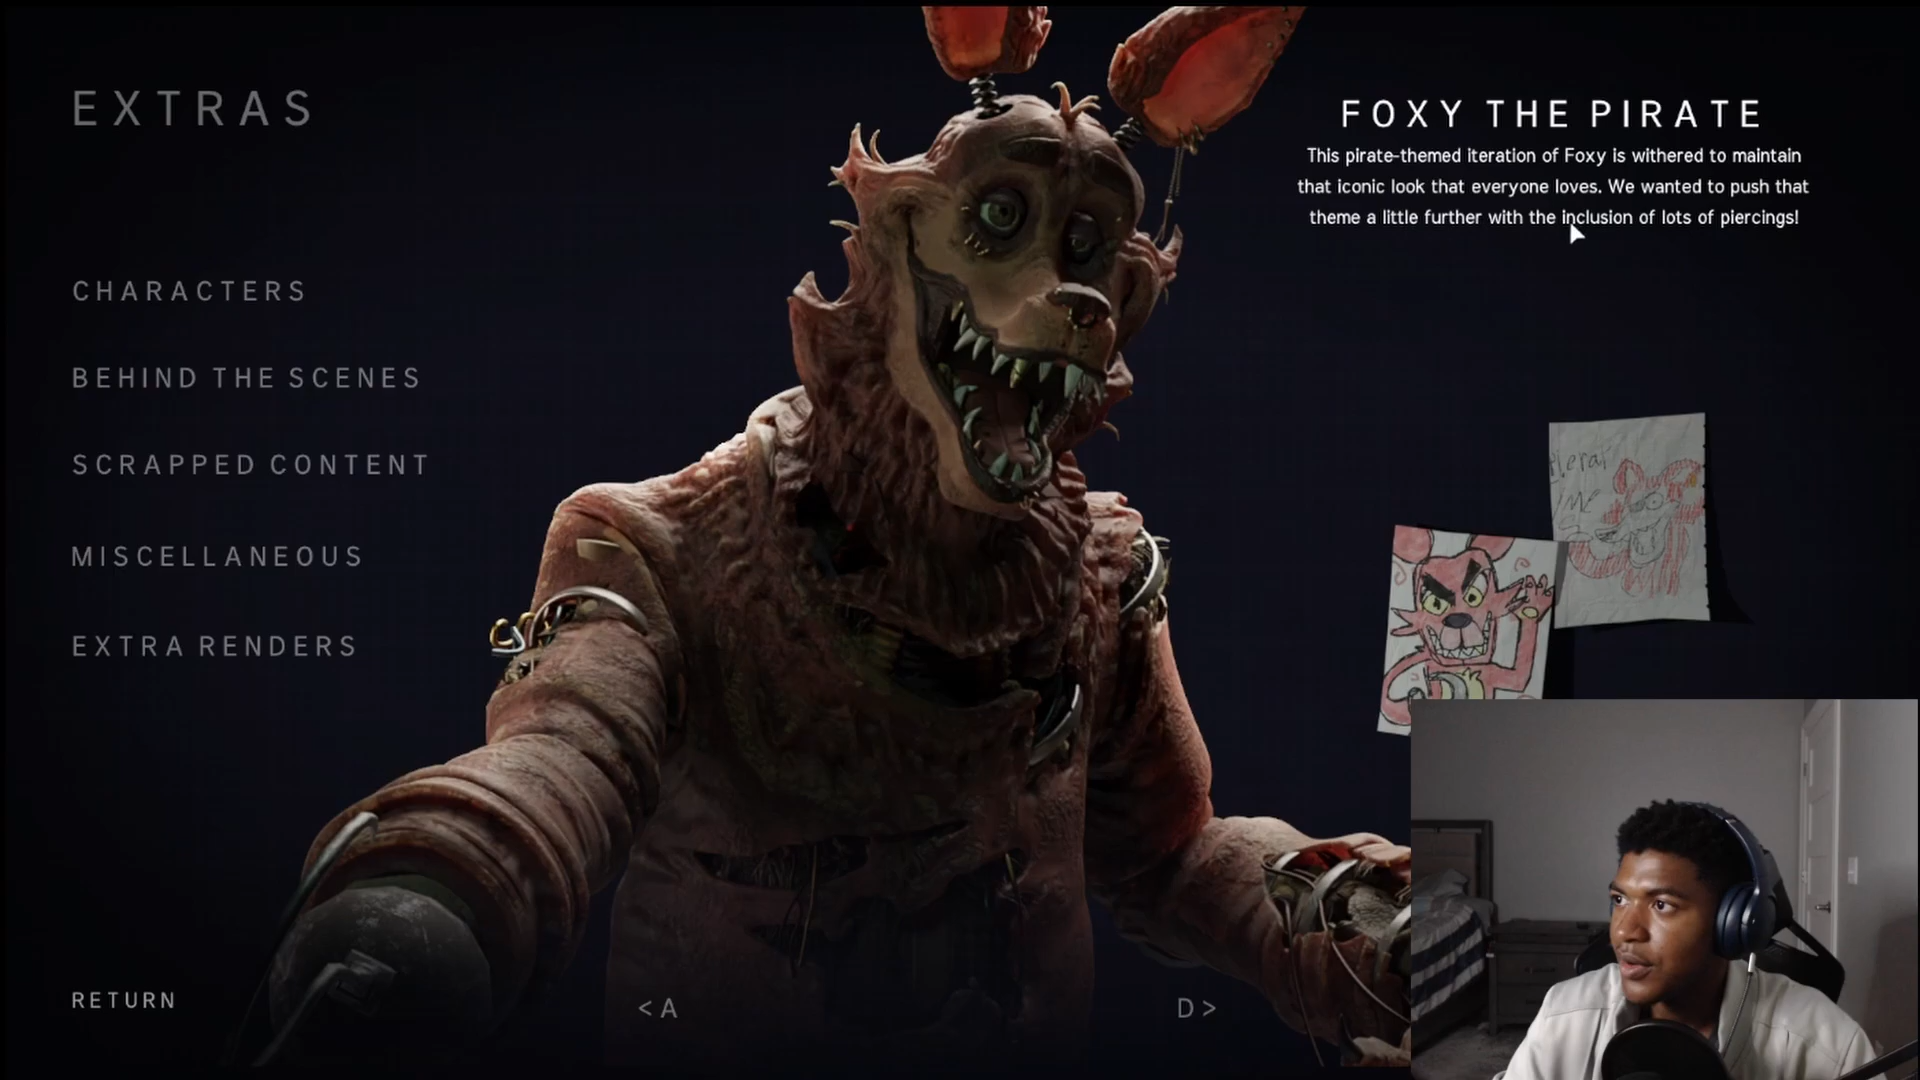 EXTRAS
FOXY THE PIRATE
This pirate-themed iteration of Foxy is withered to maintain
that iconic look that everyone loves. We wanted to push that
theme a little further with the inclusion of lots of piercings!
CHARACTERS
BEHIND THE SCENES
SCRAPPED CONTENT
MISCELLANEOUS
EXTRA RENDERS
RETURN
< A
D >